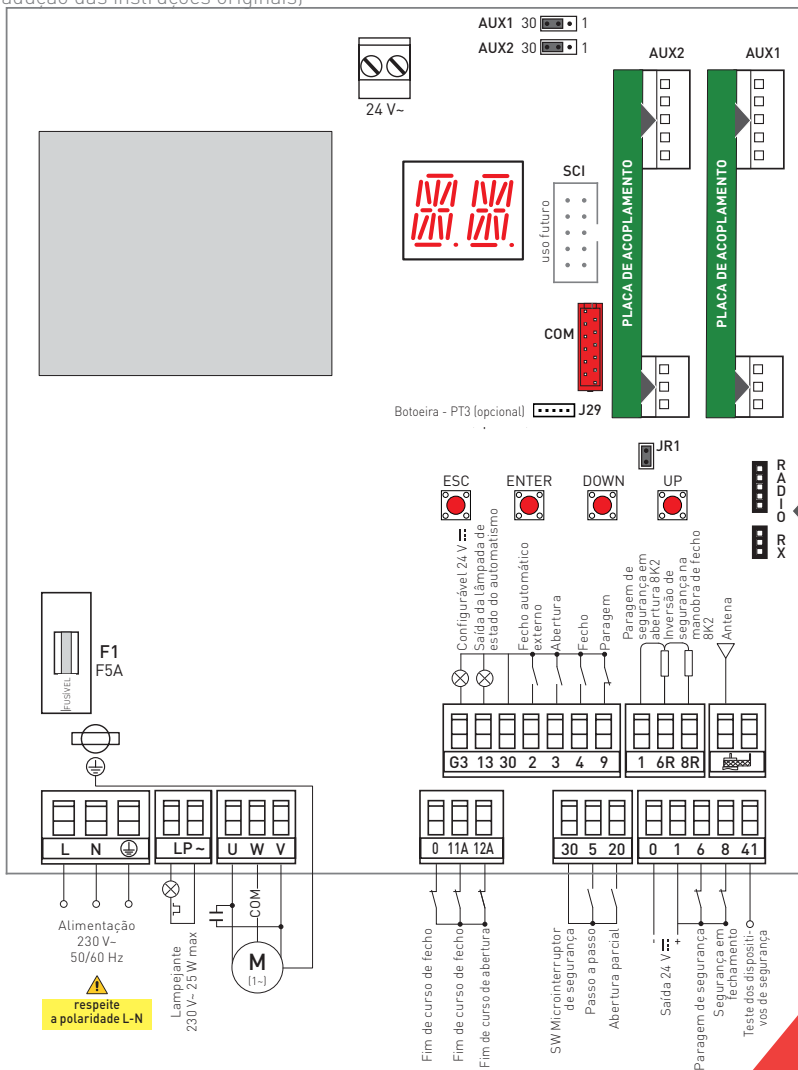 AUX1 30 1
AUX2 30 1
24 V~
AUX2
AUX1
SCI
uso futuro
PLACA DE ACOPLAMENTO
PLACA DE ACOPLAMENTO
COM
Botoeira - PT3 (opcional)
J29
JR1
ESC
ENTER
DOWN
UP
RADIO
RX
Configurável 24 V
Saída da lâmpada de
estado do automatismo
Fecho automático
externo
Abertura
Fecho
Paragem
Paragem de
segurança em
abertura 8K2
Inversão de
segurança na
manobra de fecho
8K2
Antena
F1
F5A
FUSÍVEL
G3 13 30 2 3 4 9
1 6R 8R
L N
LP ~
U W V
0 11A 12A
30 5 20
0 1 6 8 41
Alimentação
230 V~
50/60 Hz
respeite
a polaridade L-N
Lampejante
230 V~ 25 W max
COM
M
(1~)
Fim de curso de fecho
Fim de curso de fecho
Fim de curso de abertura
SW Microinterruptor
de segurança
Passo a passo
Abertura parcial
- +
Saída 24 V
Paragem de segurança
Segurança em
fechamento
Teste dos dispositi-
vos de segurança